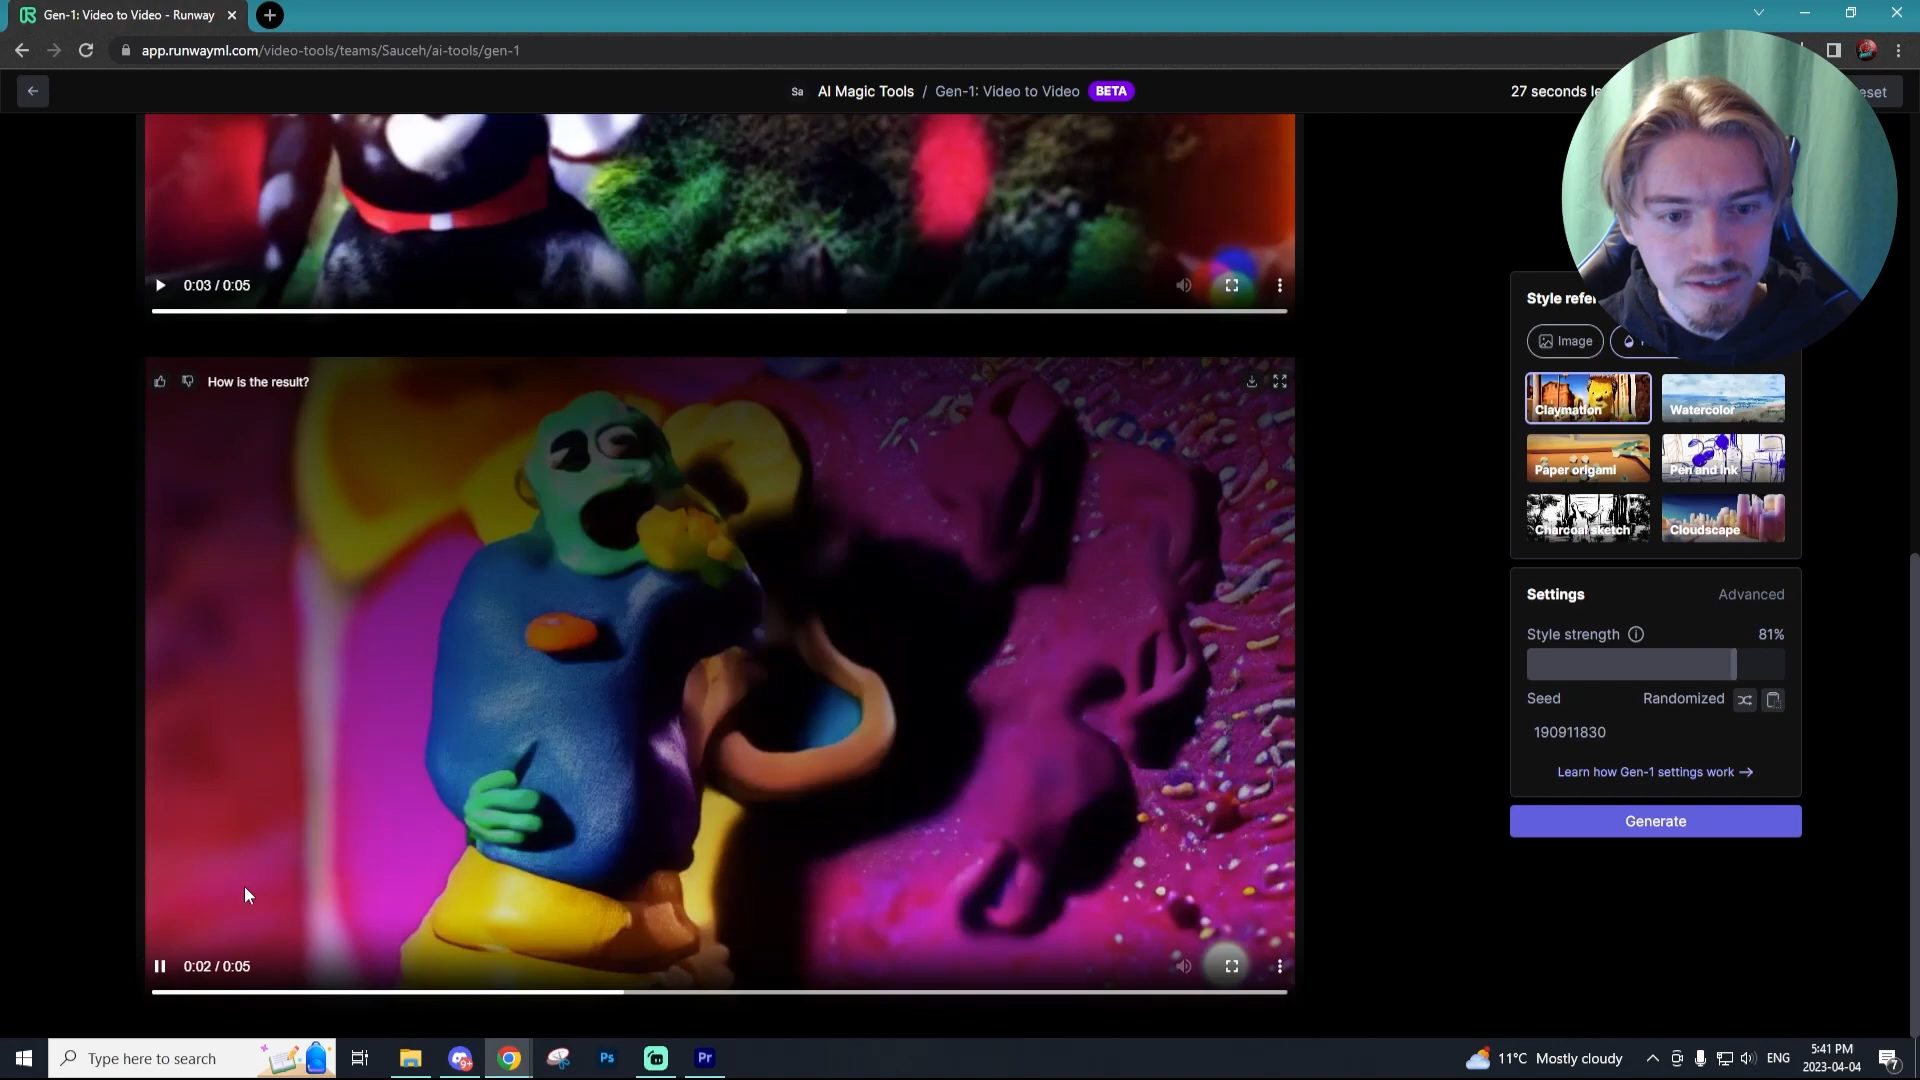 Gen-1: Video to Video - Runway
app.runwayml.com/video-tools/teams/Sauceh/ai-tools/gen-1
Sa AI Magic Tools / Gen-1: Video to Video BETA
27 seconds
eset
0:03 / 0:05
Style
Image
How is the result?
Claymation
Watercolor
Paper origami
Pen and ink
Charcoal sketch
Cloudscape
Settings
Advanced
Style strength
81%
Seed
Randomized
190911830
Learn how Gen-1 settings work →
Generate
0:02 / 0:05
Type here to search
9+
Ps
Pr
11°C Mostly cloudy
ENG
5:41 PM
2023-04-04
7